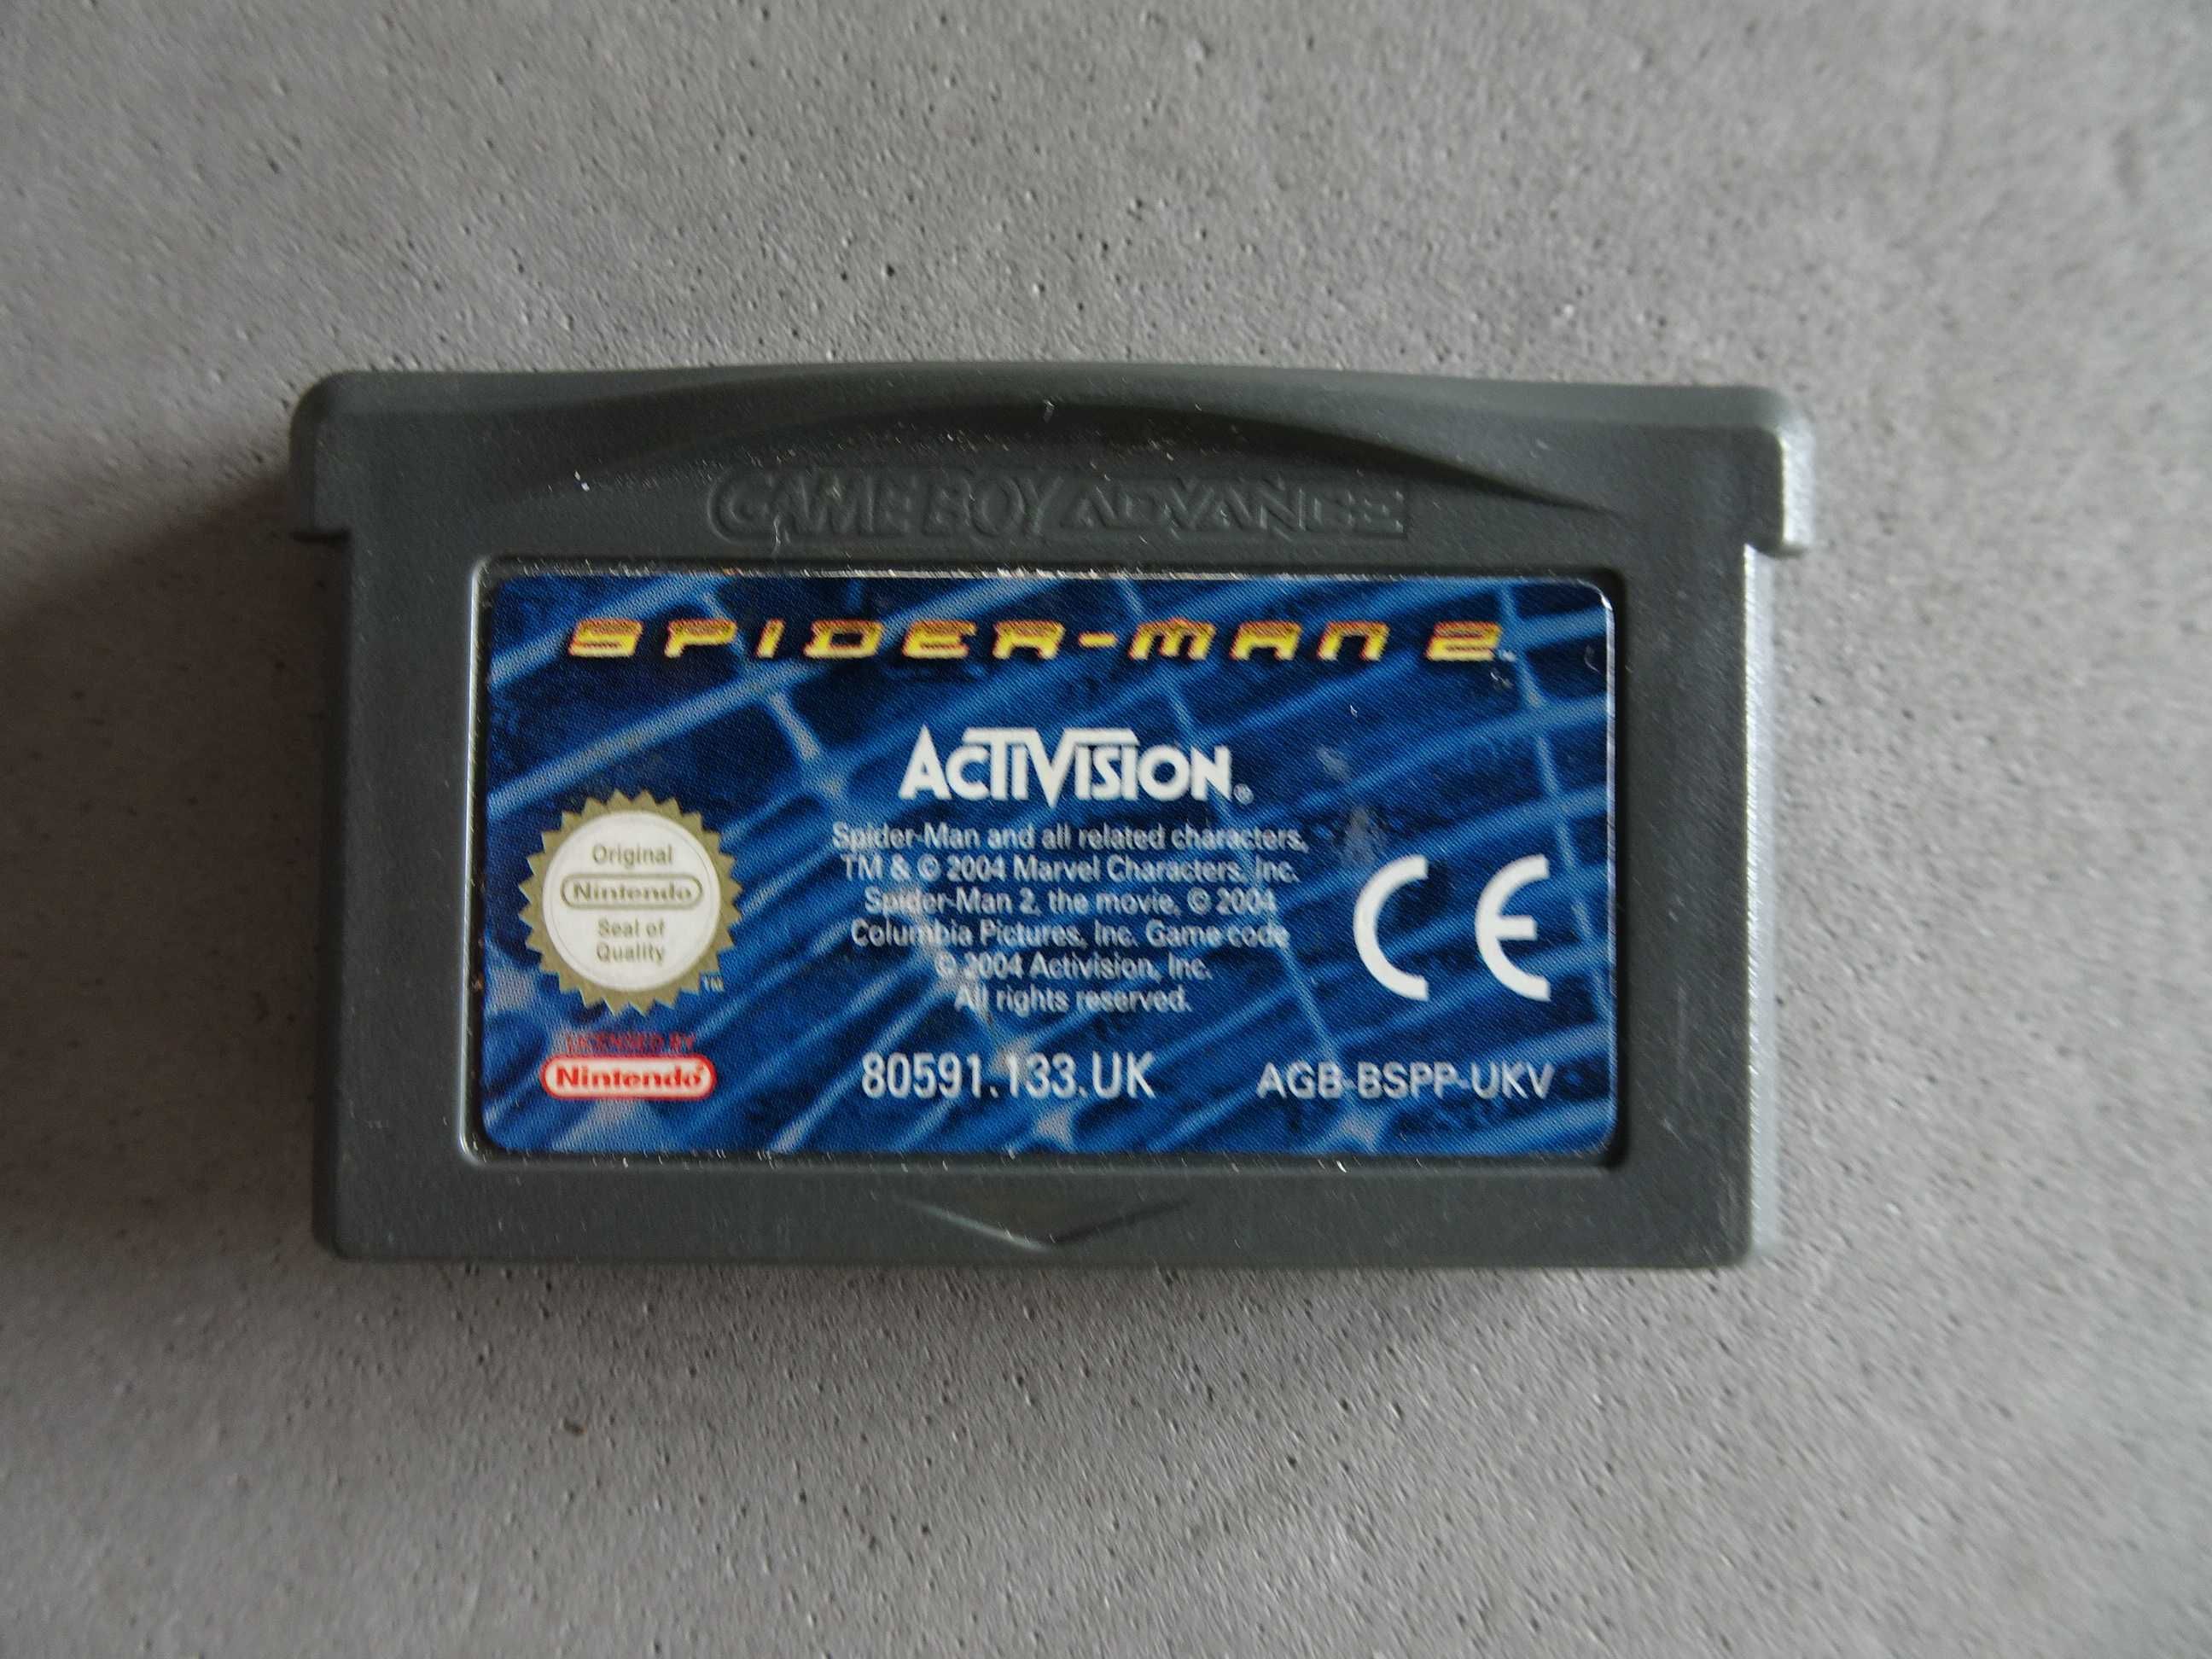 GAME BOY ADVANCE
SPIDER-MAN 2™
ACTIVISION®
Spider-Man and all related characters,
TM & © 2004 Marvel Characters, Inc.
Spider-Man 2, the movie, © 2004
Columbia Pictures, Inc. Game code
© 2004 Activision, Inc.
All rights reserved.
Original
Nintendo
Seal of
Quality
TM
CE
LICENSED BY
Nintendo
80591.133.UK
AGB-BSPP-UKV